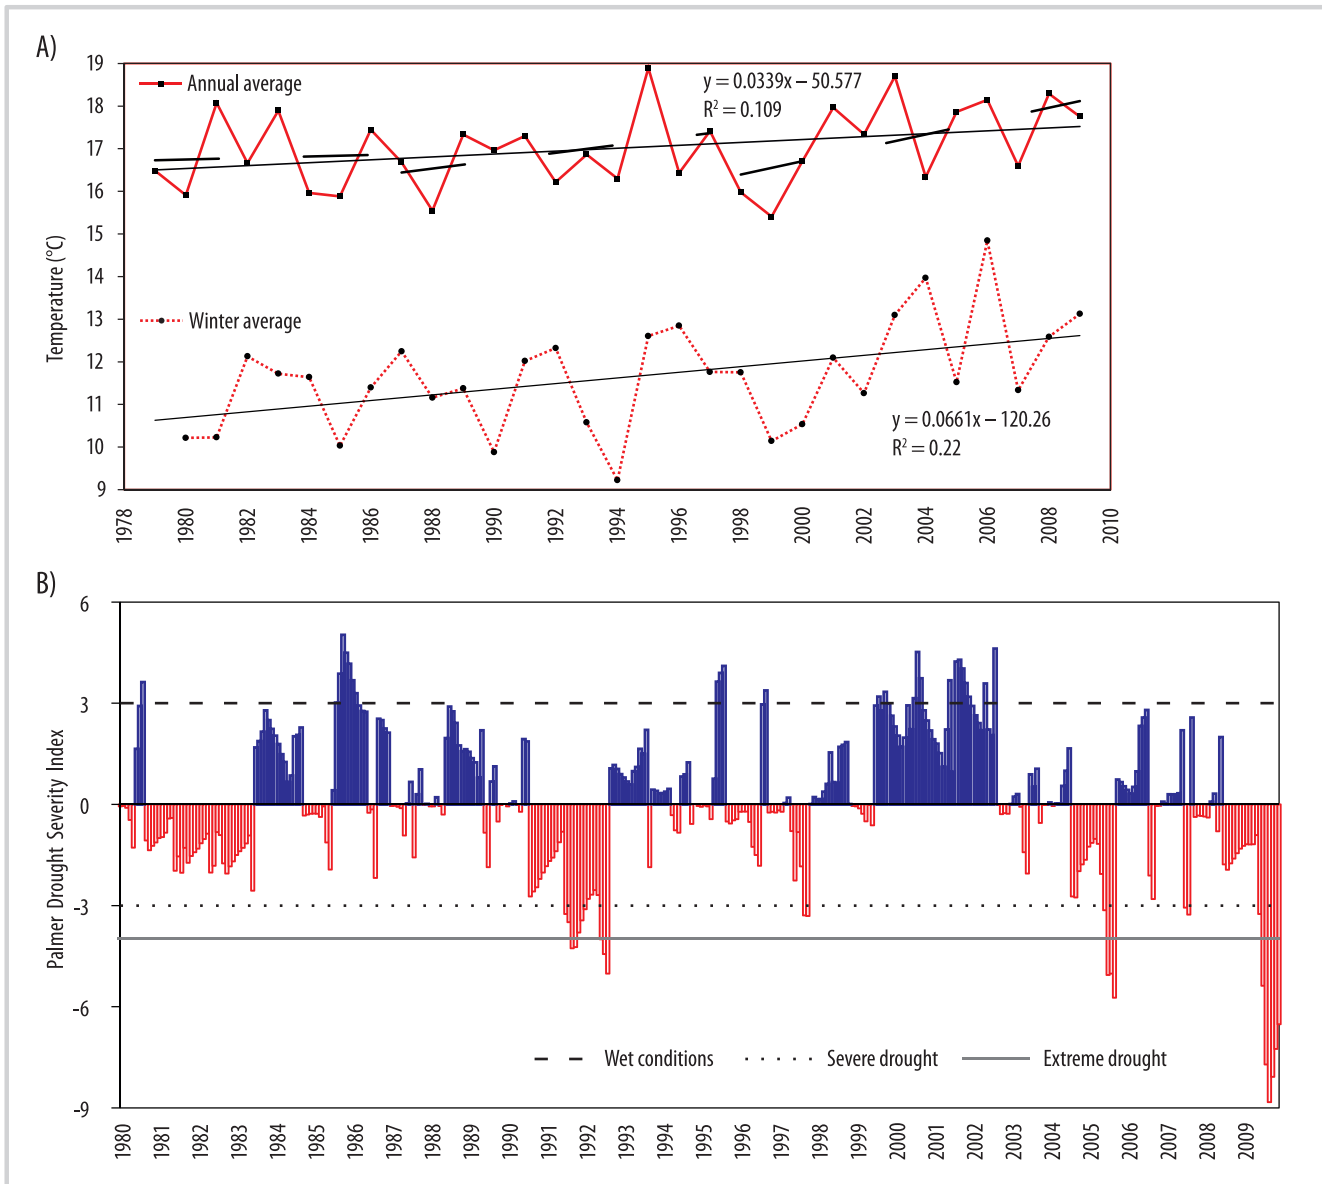 A)
19
18
17
16
15
14
13
12
11
10
9
Temperature (°C)
Annual average
y = 0.0339x – 50.577
R² = 0.109
Winter average
y = 0.0661x – 120.26
R² = 0.22
1978 1980 1982 1984 1986 1988 1990 1992 1994 1996 1998 2000 2002 2004 2006 2008 2010
B)
6
3
0
-3
-6
-9
Palmer Drought Severity Index
Wet conditions Severe drought Extreme drought
1980 1981 1982 1983 1984 1985 1986 1987 1988 1989 1990 1991 1992 1993 1994 1995 1996 1997 1998 1999 2000 2001 2002 2003 2004 2005 2006 2007 2008 2009